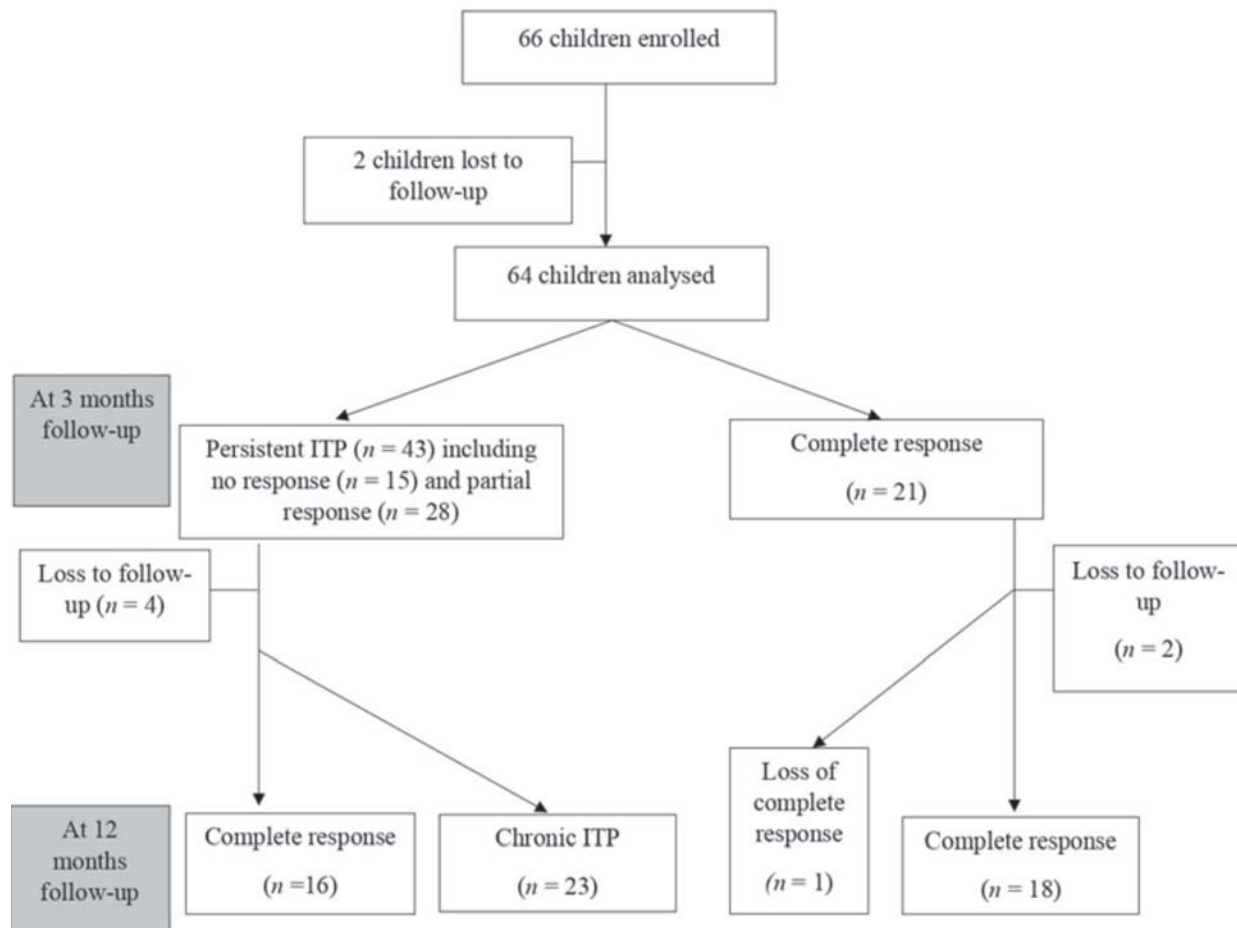 66 children enrolled
2 children lost to
follow-up
64 children analysed
At 3 months
follow-up
Persistent ITP (n = 43) including
no response (n = 15) and partial
response (n = 28)
Complete response
(n = 21)
Loss to follow-
up (n = 4)
Loss to follow-
up
(n = 2)
At 12
months
follow-up
Complete response
(n =16)
Chronic ITP
(n = 23)
Loss of
complete
response
(n = 1)
Complete response
(n = 18)